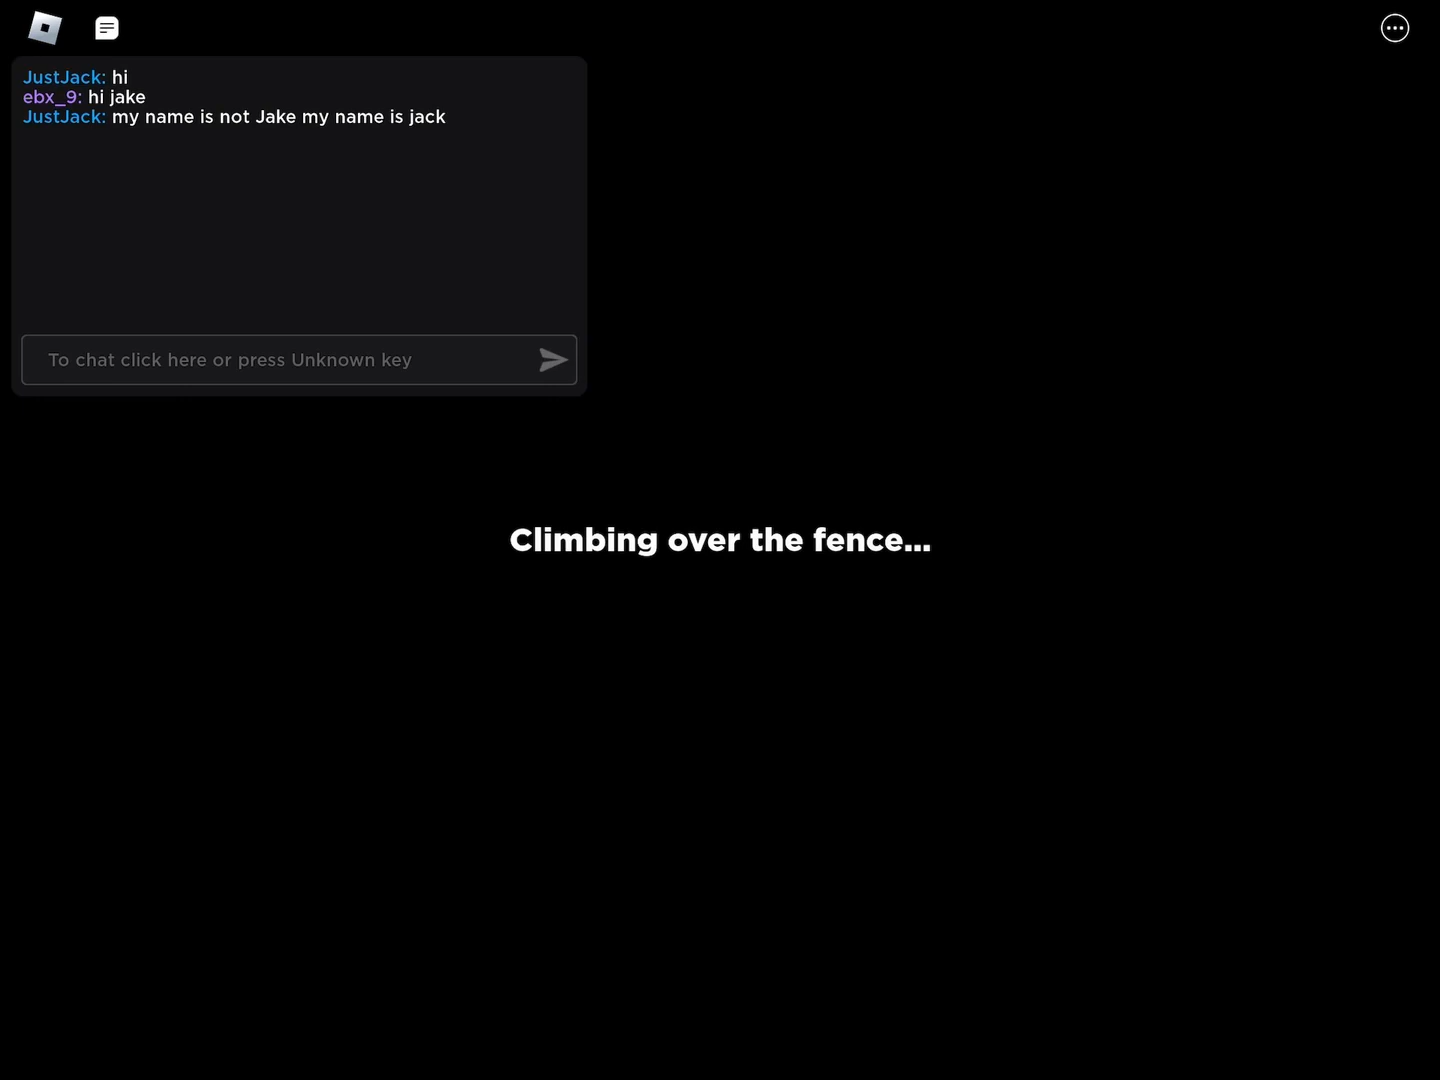 JustJack: hi
ebx_9: hi jake
JustJack: my name is not Jake my name is jack
To chat click here or press Unknown key
Climbing over the fence...